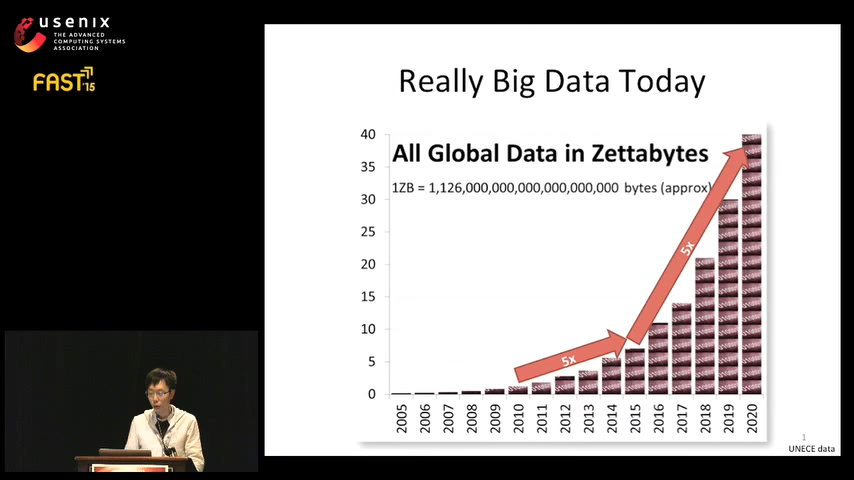 usenix
THE ADVANCED
COMPUTING SYSTEMS
ASSOCIATION
FAST '15
Really Big Data Today
All Global Data in Zettabytes
1ZB = 1,126,000,000,000,000,000,000 bytes (approx)
40
35
30
25
20
15
10
5
0
5x
5x
2005 2006 2007 2008 2009 2010 2011 2012 2013 2014 2015 2016 2017 2018 2019 2020
1
UNECE data